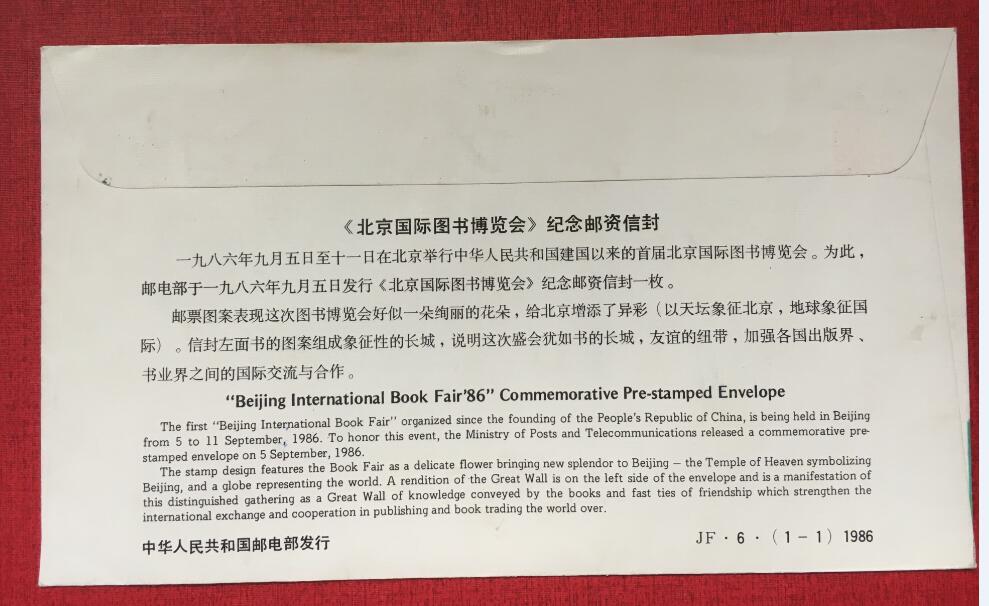 《北京国际图书博览会》纪念邮资信封
一九八六年九月五日至十一日在北京举行中华人民共和国建国以来的首届北京国际图书博览会。为此，
邮电部于一九八六年九月五日发行《北京国际图书博览会》纪念邮资信封一枚。
邮票图案表现这次图书博览会好似一朵绚丽的花朵，给北京增添了异彩（以天坛象征北京，地球象征国
际）。信封左面书的图案组成象征性的长城，说明这次盛会犹如书的长城，友谊的纽带，加强各国出版界、
书业界之间的国际交流与合作。
“Beijing International Book Fair’86” Commemorative Pre-stamped Envelope
The first “Beijing International Book Fair” organized since the founding of the People’s Republic of China, is being held in Beijing
from 5 to 11 September, 1986. To honor this event, the Ministry of Posts and Telecommunications released a commemorative pre-
stamped envelope on 5 September, 1986.
The stamp design features the Book Fair as a delicate flower bringing new splendor to Beijing — the Temple of Heaven symbolizing
Beijing, and a globe representing the world. A rendition of the Great Wall is on the left side of the envelope and is a manifestation of
this distinguished gathering as a Great Wall of knowledge conveyed by the books and fast ties of friendship which strengthen the
international exchange and cooperation in publishing and book trading the world over.
中华人民共和国邮电部发行
JF·6·(1-1) 1986